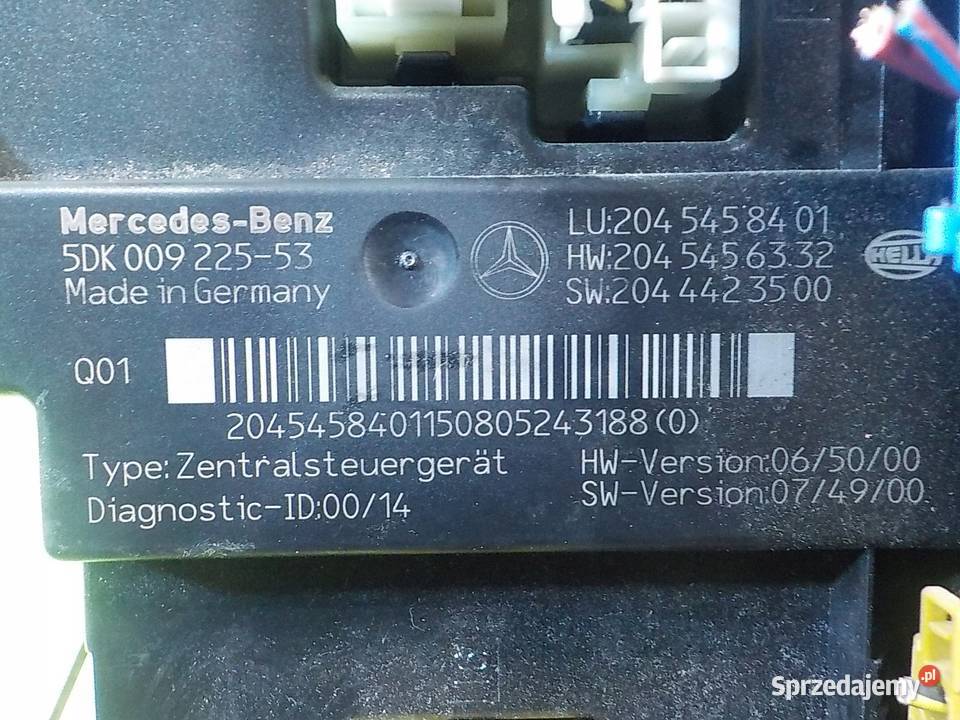 Mercedes-Benz
5DK 009 225-53
Made in Germany
LU:204 545 84 01
HW:204 545 63 32
SW:204 442 35 00
HELLA
Q01
2045458401150805243188(0)
Type: Zentralsteuergerät
Diagnostic-ID:00/14
HW-Version:06/50/00
SW-Version:07/49/00
Sprzedajemy.pl